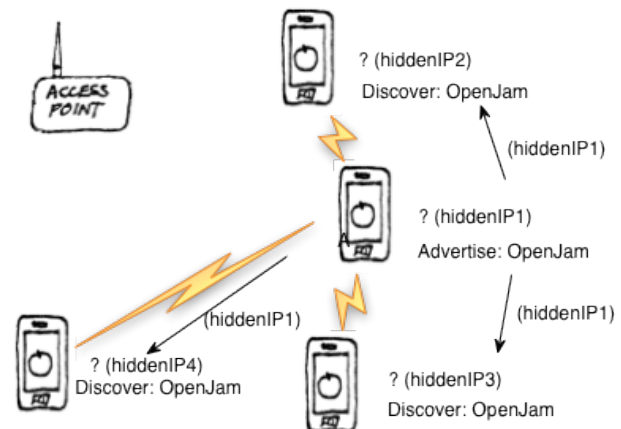 ACCESS
POINT
? (hiddenIP2)
Discover: OpenJam
(hiddenIP1)
? (hiddenIP1)
A
Advertise: OpenJam
(hiddenIP1)
(hiddenIP1)
? (hiddenIP4)
Discover: OpenJam
? (hiddenIP3)
Discover: OpenJam